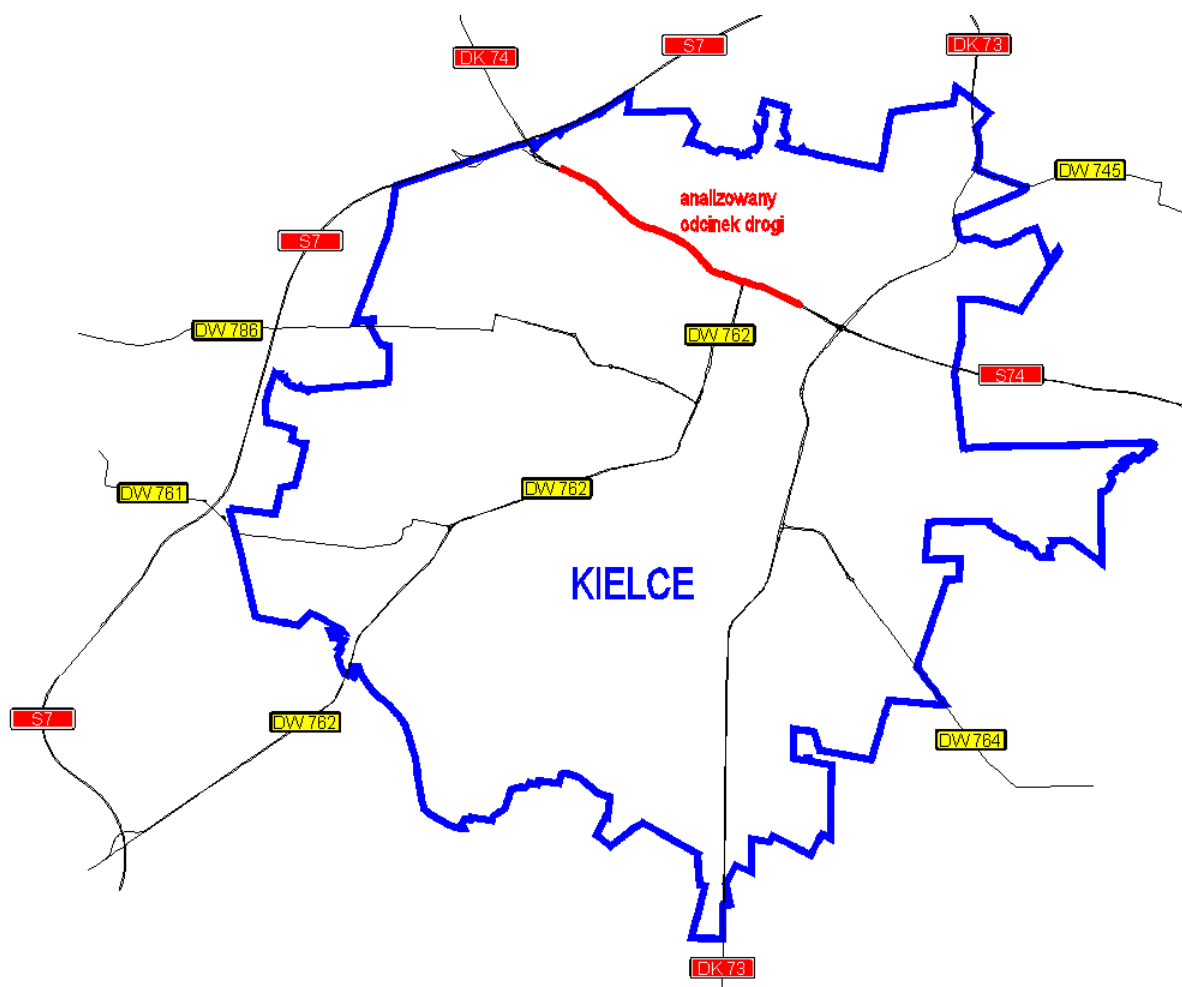 S7
DK 73
DK 74
DW 745
analizowany
odcinek drogi
S7
DW 786
DW 762
S74
DW 761
DW 762
KIELCE
S7
DW 762
DW 764
DK 73